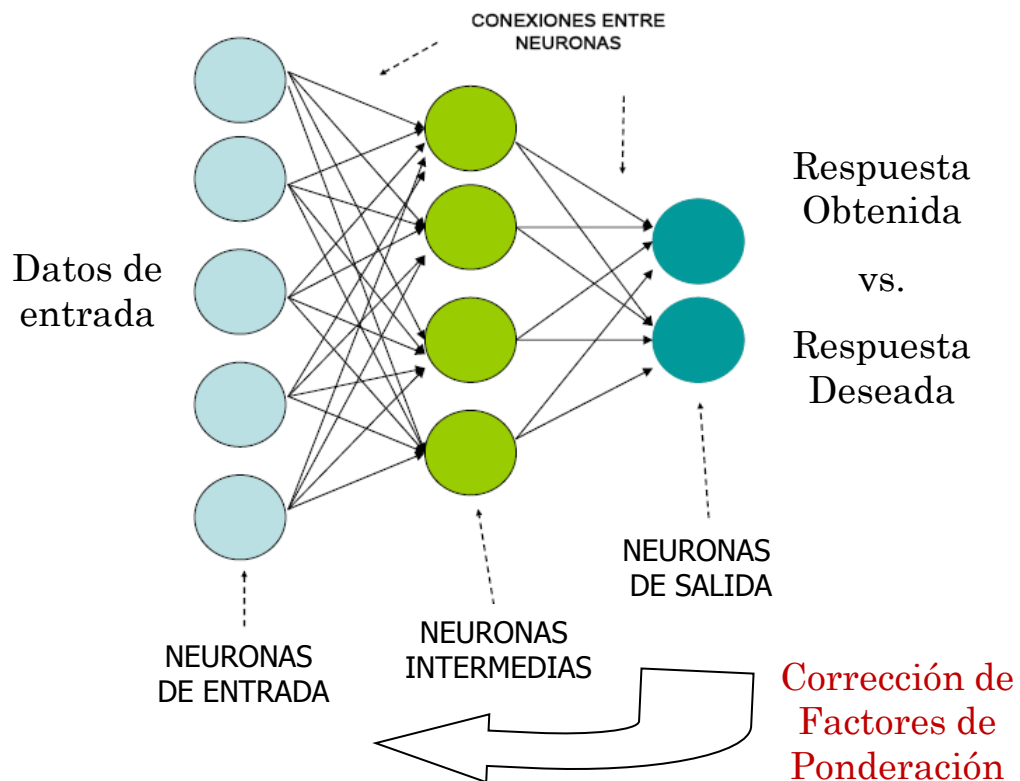 CONEXIONES ENTRE
NEURONAS
Datos de
entrada
Respuesta
Obtenida
vs.
Respuesta
Deseada
NEURONAS
DE SALIDA
NEURONAS
INTERMEDIAS
NEURONAS
DE ENTRADA
Corrección de
Factores de
Ponderación